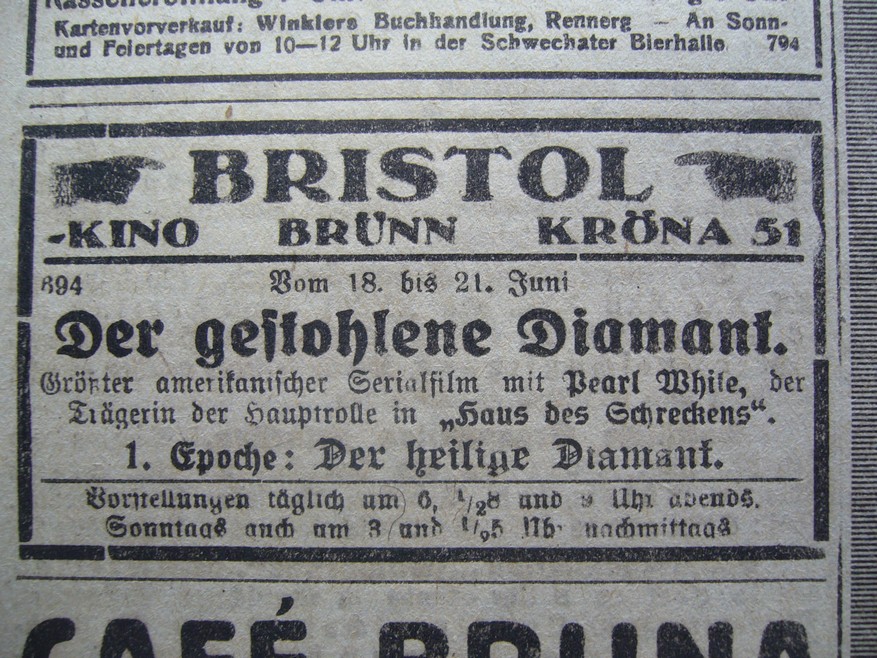 Kartenvorverkauf: Winklers Buchhandlung, Rennerg — An Sonn-
und Feiertagen von 10—12 Uhr in der Schwechater Bierhalle 794
BRISTOL
-KINO BRÜNN KRÖNA 51
694 Vom 18. bis 21. Juni
Der gestohlene Diamant.
Größter amerikanischer Serialfilm mit Pearl White, der
Trägerin der Hauptrolle in „Haus des Schreckens“.
1. Epoche: Der heilige Diamant.
Vorstellungen täglich um 6, 1/28 und 9 Uhr abends.
Sonntags auch um 3 und 1/25 Uhr nachmittags
CAFÉ BRUNA